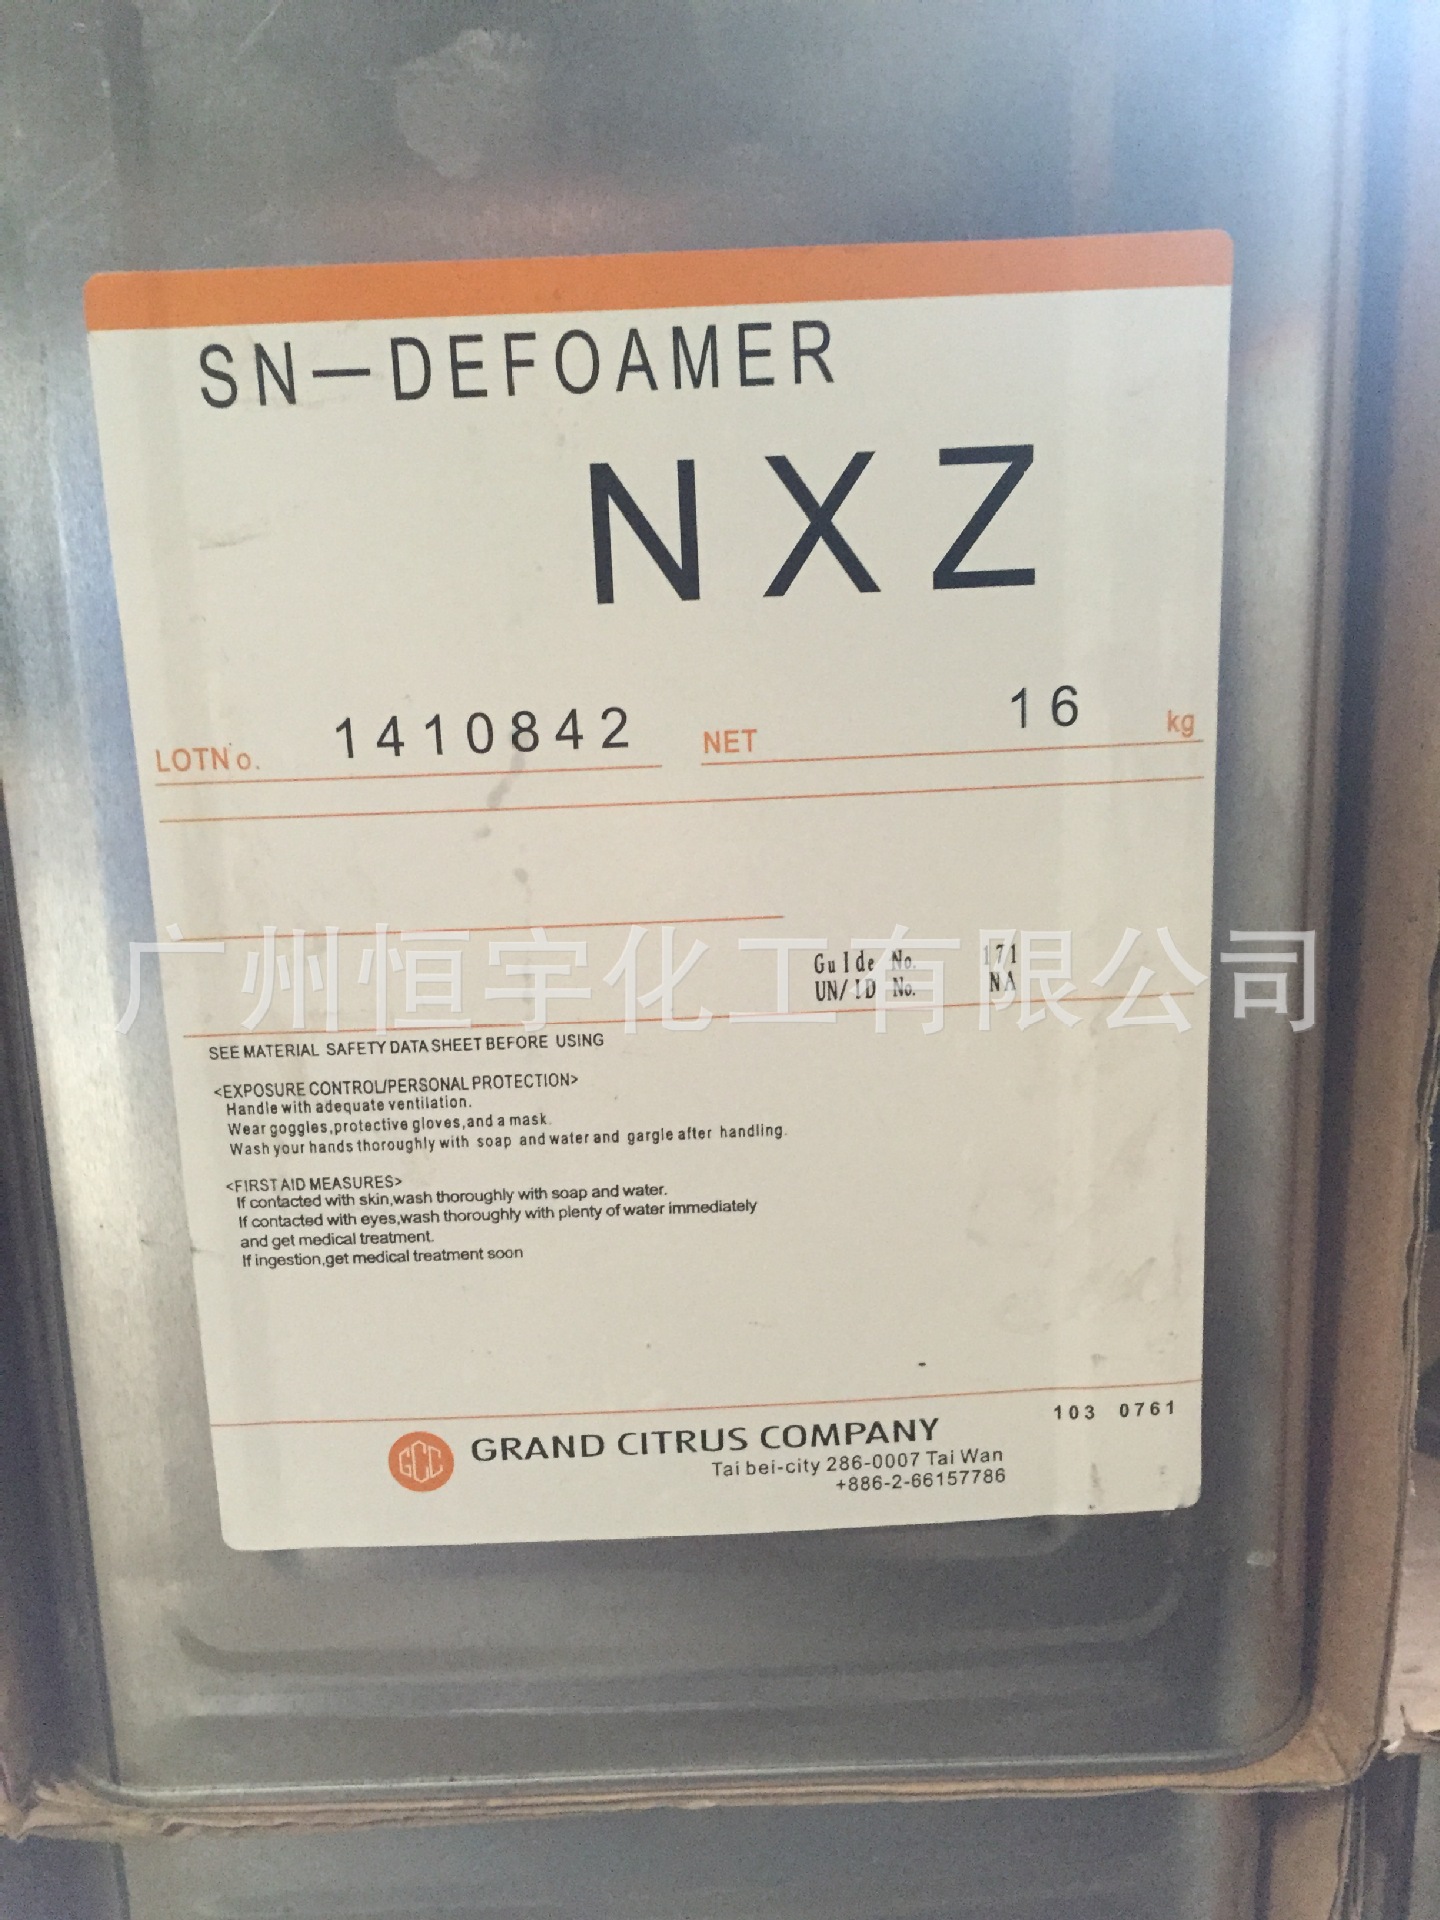 SN-DEFOAMER
NXZ
LOTNo. 1410842 NET 16 kg
广州恒宇化工有限公司
Guide No. 171
UN/ID No. NA
SEE MATERIAL SAFETY DATA SHEET BEFORE USING
<EXPOSURE CONTROL/PERSONAL PROTECTION>
Handle with adequate ventilation.
Wear goggles,protective gloves,and a mask.
Wash your hands thoroughly with soap and water and gargle after handling.
<FIRST AID MEASURES>
If contacted with skin,wash thoroughly with soap and water.
If contacted with eyes,wash thoroughly with plenty of water immediately
and get medical treatment.
If ingestion,get medical treatment soon
103 0761
GCC GRAND CITRUS COMPANY
Tai bei-city 286-0007 Tai Wan
+886-2-66157786